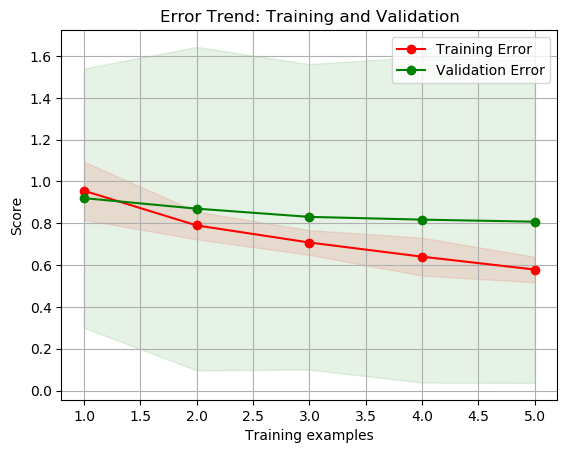 Error Trend: Training and Validation
Training Error
Validation Error
Score
1.6
1.4
1.2
1.0
0.8
0.6
0.4
0.2
0.0
1.0 1.5 2.0 2.5 3.0 3.5 4.0 4.5 5.0
Training examples